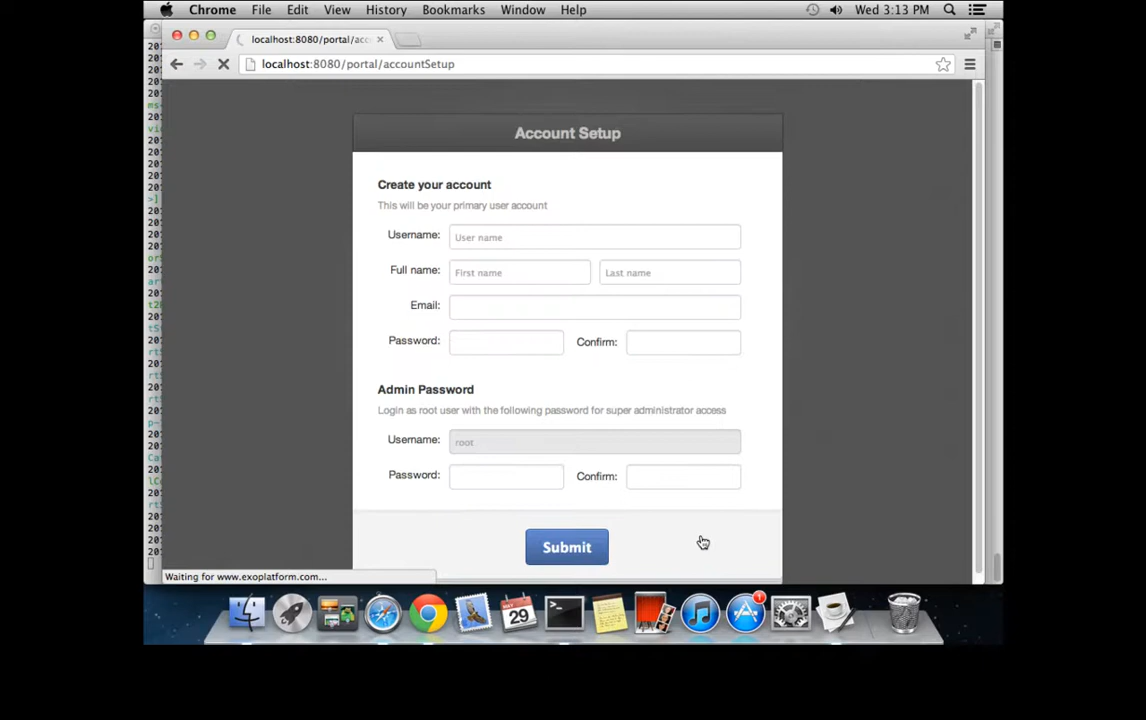 Chrome File Edit View History Bookmarks Window Help Wed 3:13 PM
localhost:8080/portal/acc
localhost:8080/portal/accountSetup
Account Setup
Create your account
This will be your primary user account
Username: User name
Full name: First name Last name
Email:
Password: Confirm:
Admin Password
Login as root user with the following password for super administrator access
Username: root
Password: Confirm:
Submit
Waiting for www.exoplatform.com...
MAY
29
1